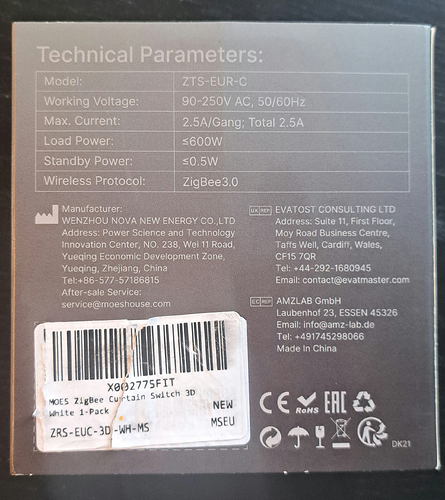 Technical Parameters:
Model: ZTS-EUR-C
Working Voltage: 90-250V AC, 50/60Hz
Max. Current: 2.5A/Gang; Total 2.5A
Load Power: ≤600W
Standby Power: ≤0.5W
Wireless Protocol: ZigBee3.0
Manufacturer:
WENZHOU NOVA NEW ENERGY CO.,LTD
Address: Power Science and Technology
Innovation Center, NO. 238, Wei 11 Road,
Yueqing Economic Development Zone,
Yueqing, Zhejiang, China
Tel:+86-577-57186815
After-sale Service:
service@moeshouse.com
UK REP EVATOST CONSULTING LTD
Address: Suite 11, First Floor,
Moy Road Business Centre,
Taffs Well, Cardiff, Wales,
CF15 7QR
Tel: +44-292-1680945
Email: contact@evatmaster.com
EC REP AMZLAB GmbH
Laubenhof 23, ESSEN 45326
Email: info@amz-lab.de
Tel: +491745298066
Made In China
X002775FIT
MOES ZigBee Curtain Switch 3D
White 1-Pack
NEW
ZRS-EUC-3D-WH-MS
MSEU
CE RoHS EAC
DK21